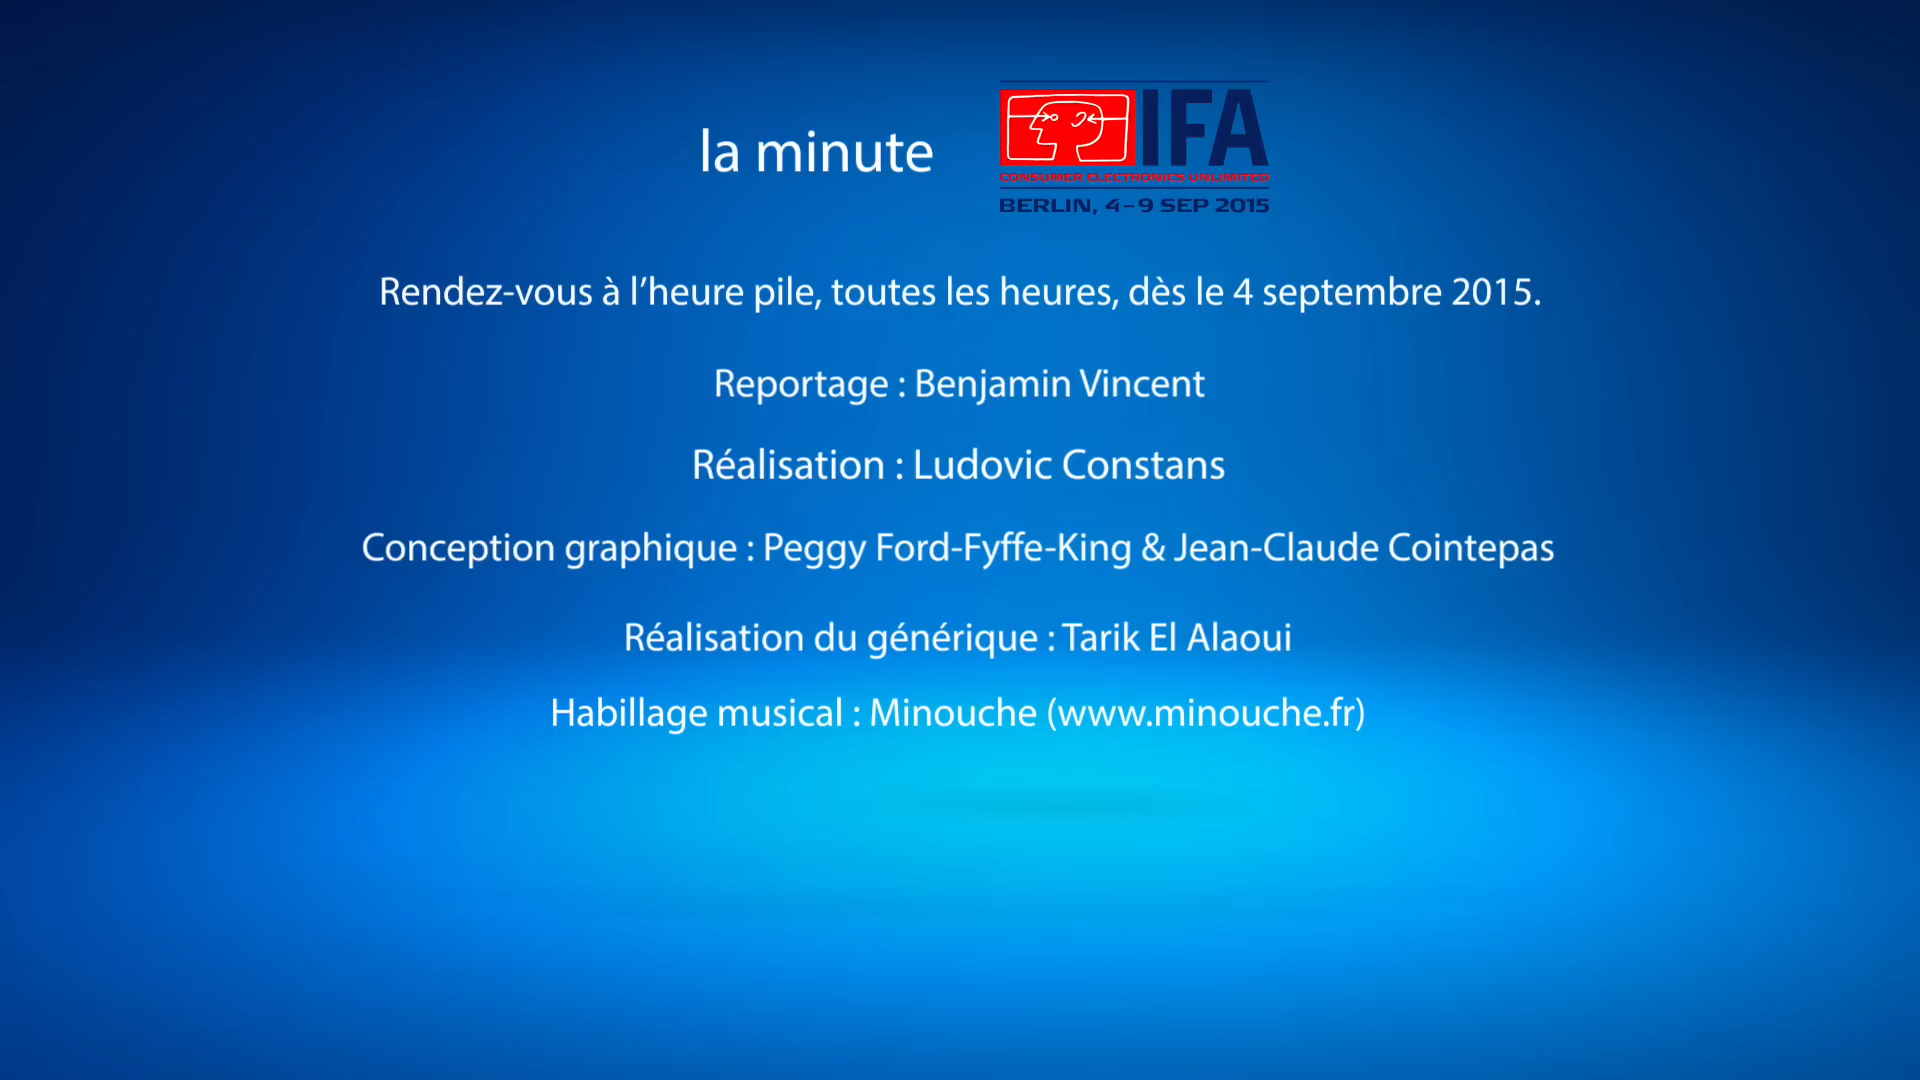 la minute
IFA
CONSUMER ELECTRONICS UNLIMITED
BERLIN, 4–9 SEP 2015
Rendez-vous à l’heure pile, toutes les heures, dès le 4 septembre 2015.
Reportage : Benjamin Vincent
Réalisation : Ludovic Constans
Conception graphique : Peggy Ford-Fyffe-King & Jean-Claude Cointepas
Réalisation du générique : Tarik El Alaoui
Habillage musical : Minouche (www.minouche.fr)